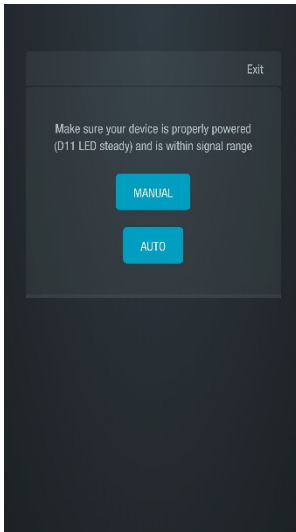 Exit
Make sure your device is properly powered
(D11 LED steady) and is within signal range
MANUAL
AUTO